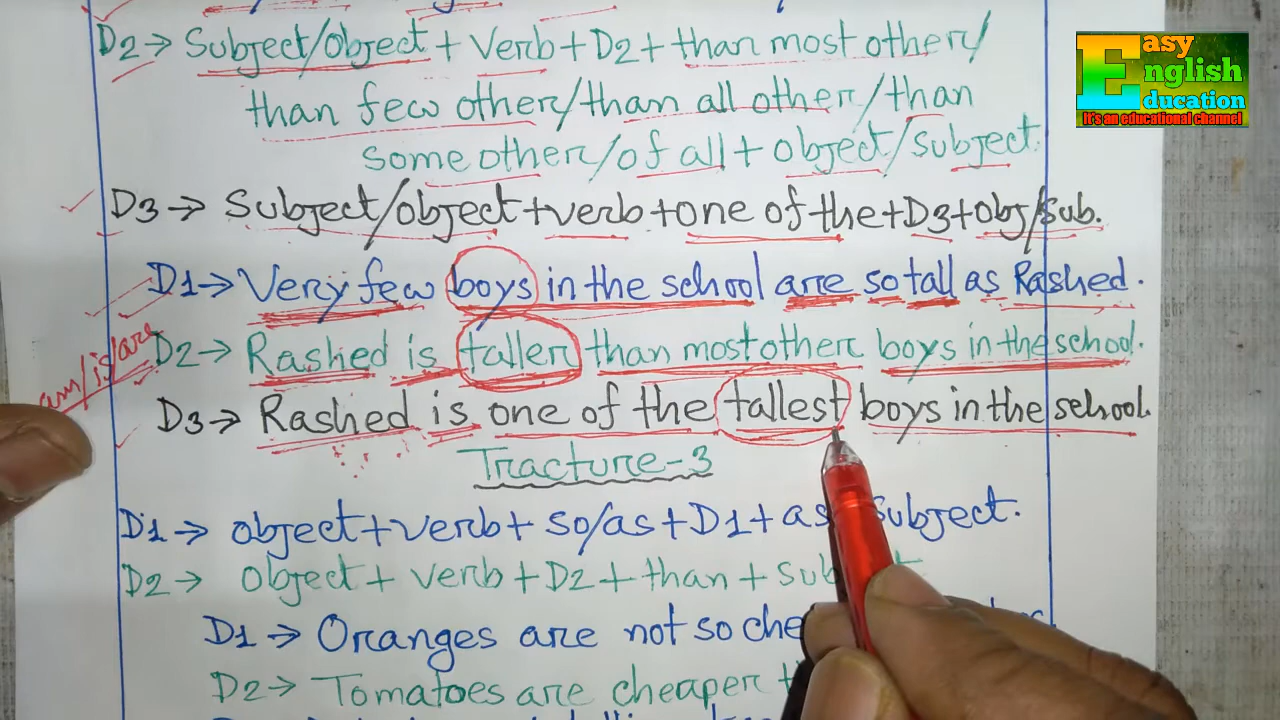 D2→ Subject/object + verb + D2 + than most other/
than few other/than all other/than
some other/of all + object/subject.
D3→ Subject/object+verb+one of the+D3+obj/sub.
D1→ Very few boys in the school are so tall as Rashed.
am/is/are
D2→ Rashed is taller than most other boys in the school.
D3→ Rashed is one of the tallest boys in the school.
Tracture-3
D1→ object+verb+ so/as+D1+ as subject.
D2→ object+ verb+D2+than+
D1→ Oranges are not so
D2→ Tomatoes are cheaper
Easy
English
Education
It's an educational channel